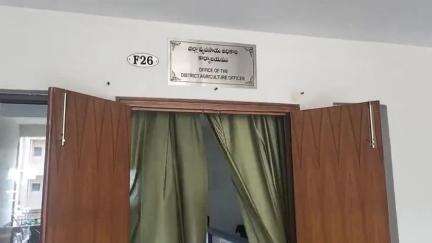 F26
జిల్లా వ్యవసాయ అధికారి
కార్యాలయము
OFFICE OF THE
DISTRICT AGRICULTURE OFFICER